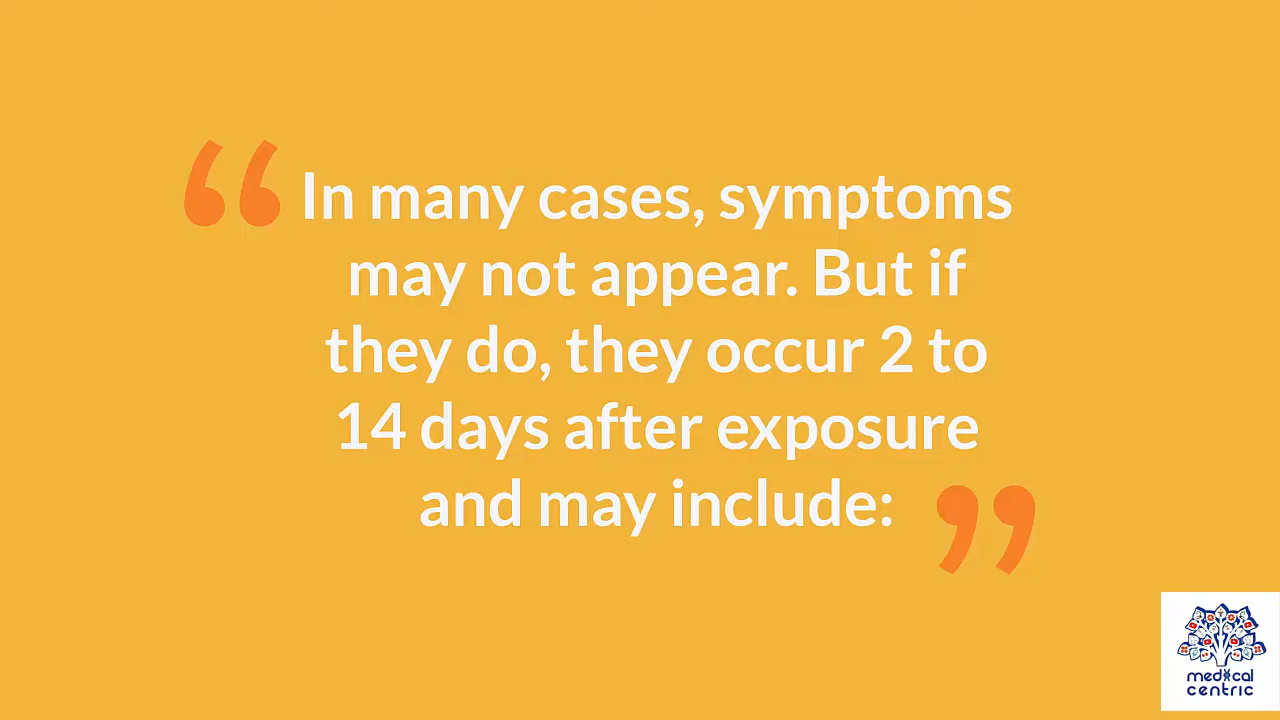 “ In many cases, symptoms
may not appear. But if
they do, they occur 2 to
14 days after exposure
and may include: ”
medical
centric